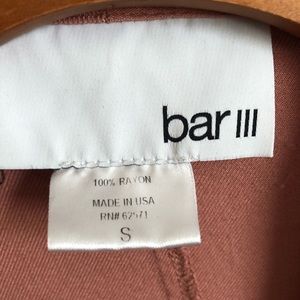 bar III
100% RAYON
MADE IN USA
RN# 62571
S